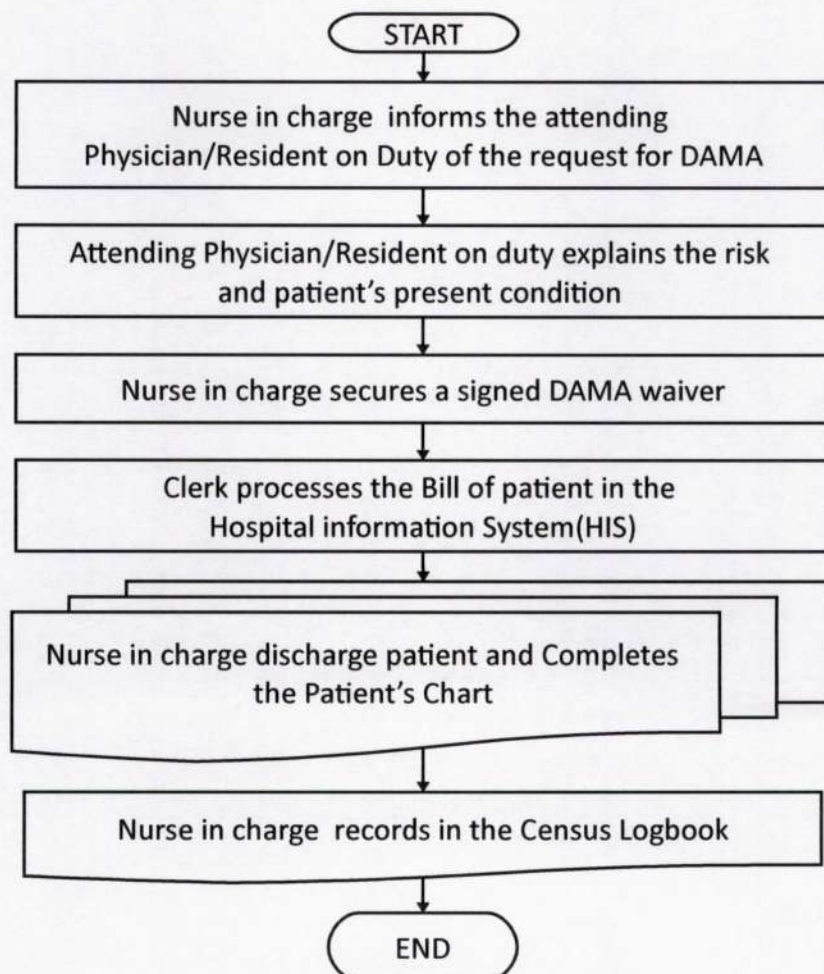 START
Nurse in charge informs the attending
Physician/Resident on Duty of the request for DAMA
Attending Physician/Resident on duty explains the risk
and patient's present condition
Nurse in charge secures a signed DAMA waiver
Clerk processes the Bill of patient in the
Hospital information System(HIS)
Nurse in charge discharge patient and Completes
the Patient's Chart
Nurse in charge records in the Census Logbook
END